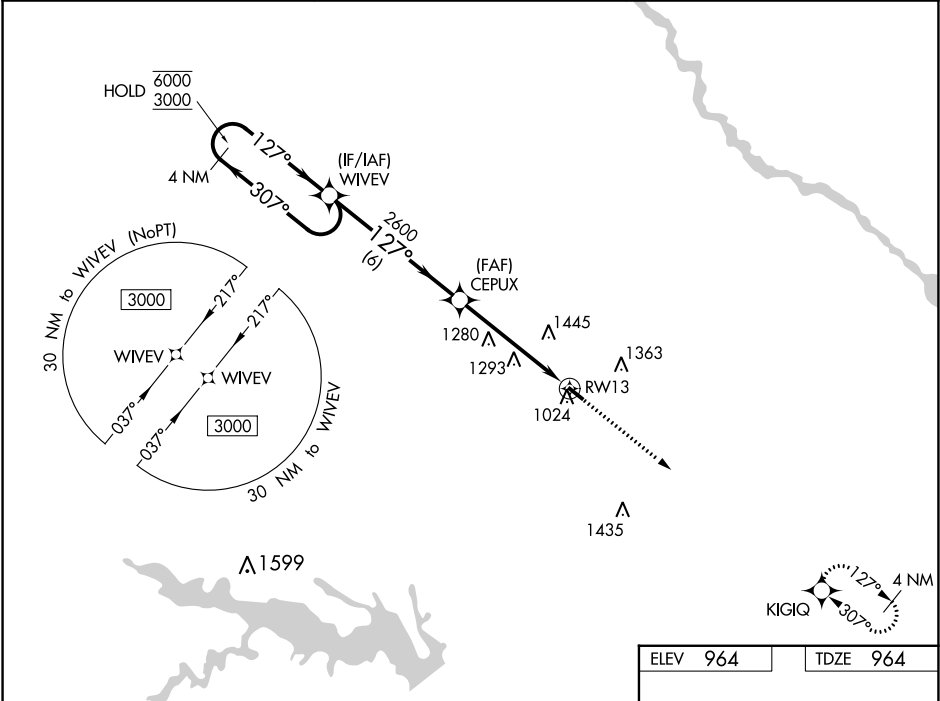 HOLD 6000
3000
4 NM
127°
307°
(IF/IAF)
WIVEV
2600
127°
(6)
(FAF)
CEPUX
1280
1293
1445
1363
RW13
1024
1435
30 NM to WIVEV (NoPT)
3000
217°
WIVEV
037°
217°
WIVEV
3000
037°
30 NM to WIVEV
1599
KIGIQ
127°
307°
4 NM
ELEV 964
TDZE 964